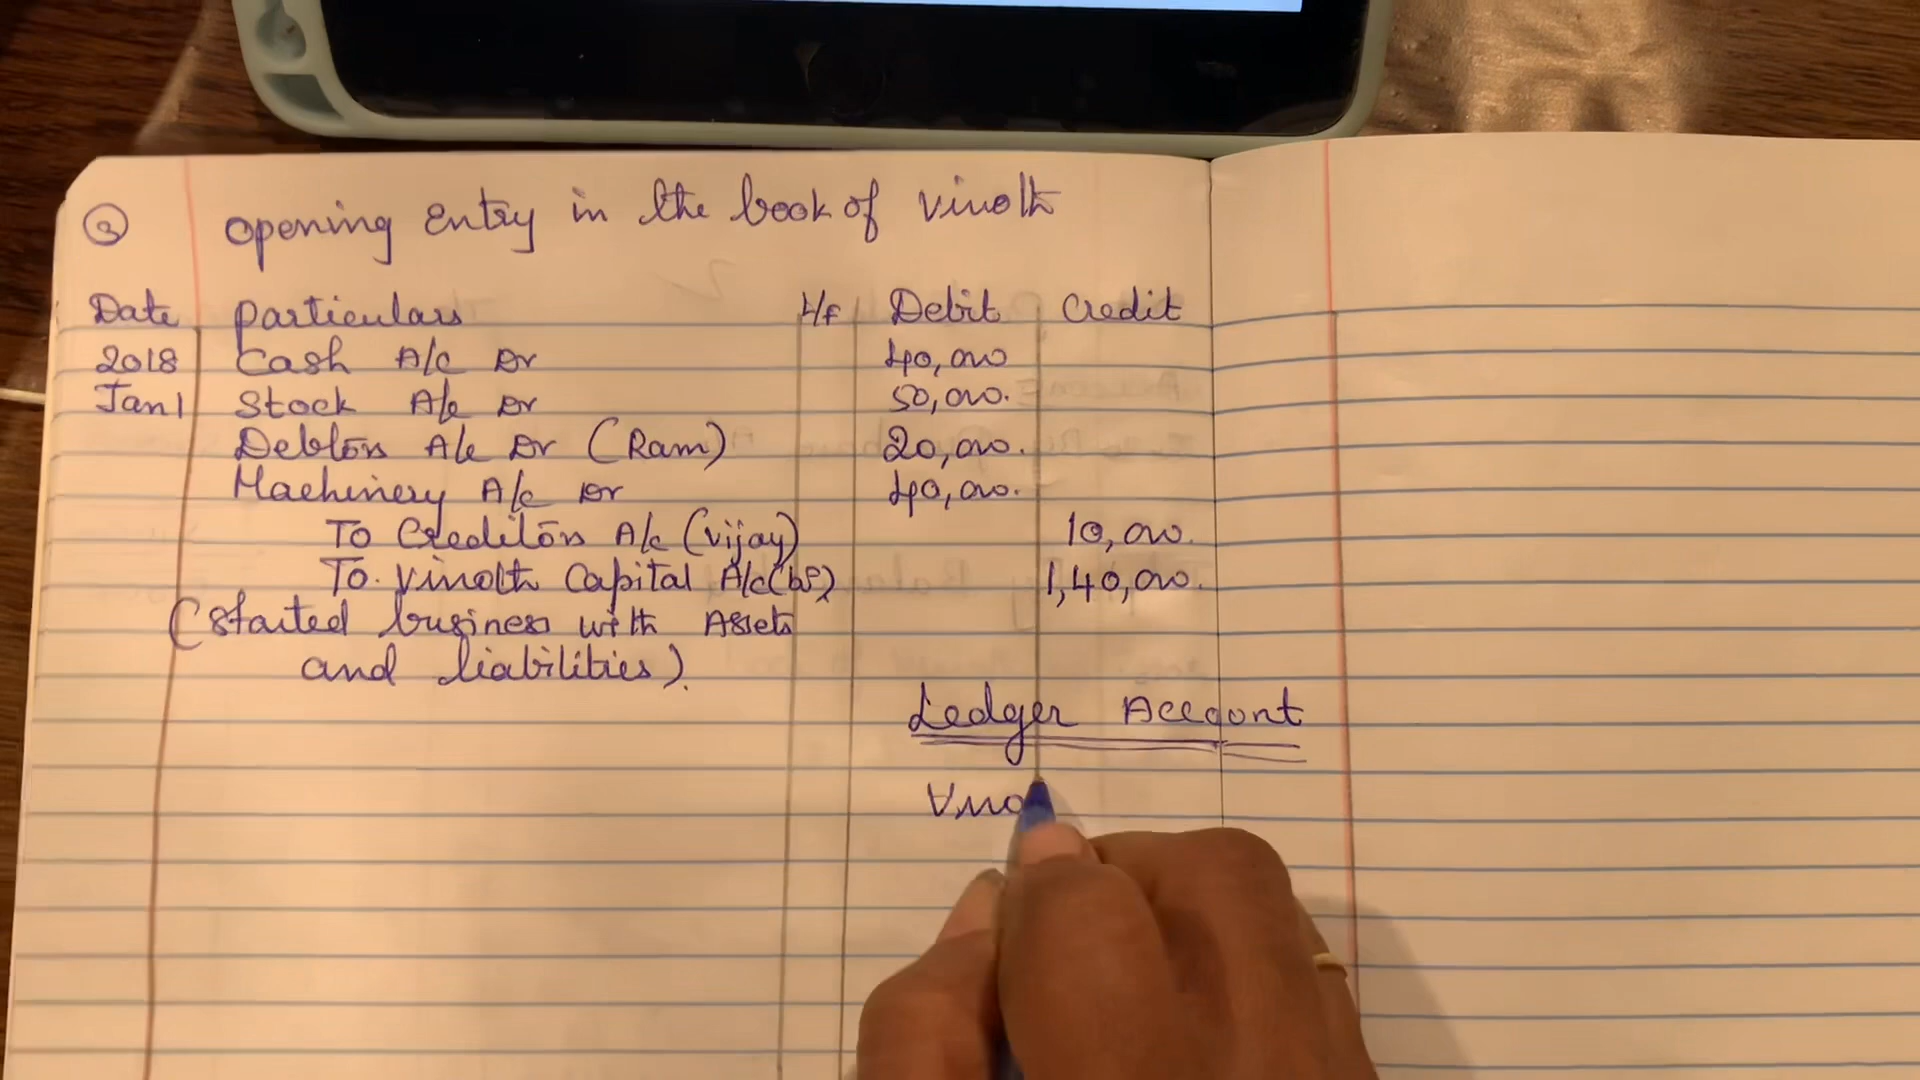 3 opening Entry in the book of vinoth
Date particulars L/F Debit Credit
2018 Cash A/c Dr 40,000
Jan 1 Stock A/c Dr 50,000.
Debtors A/c Dr (Ram) 20,000.
Machinery A/c Dr 40,000.
To Creditors A/c (vijay) 10,000.
To. Vinoth Capital A/c (bf) 1,40,000.
(Started business with Assets
and liabilities).
Ledger Account
Vino